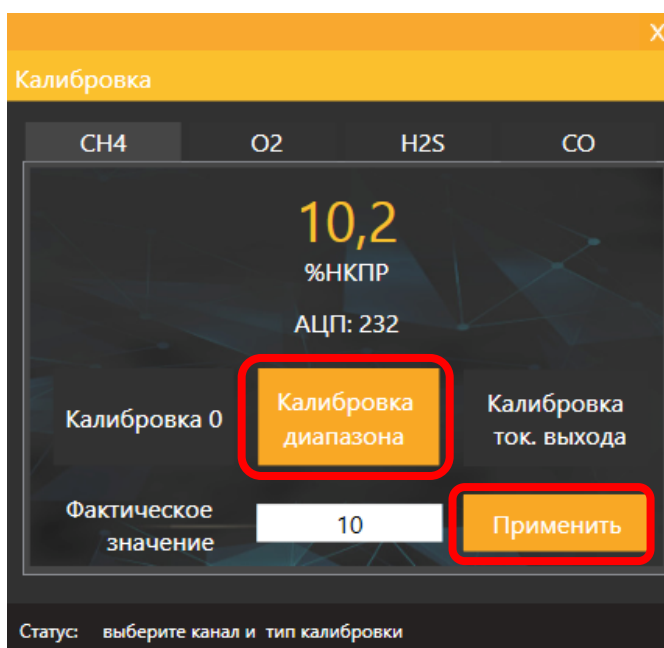 X
Калибровка
CH4 O2 H2S CO
10,2
%НКПР
АЦП: 232
Калибровка 0
Калибровка
диапазона
Калибровка
ток. выхода
Фактическое
значение
10
Применить
Статус: выберите канал и тип калибровки